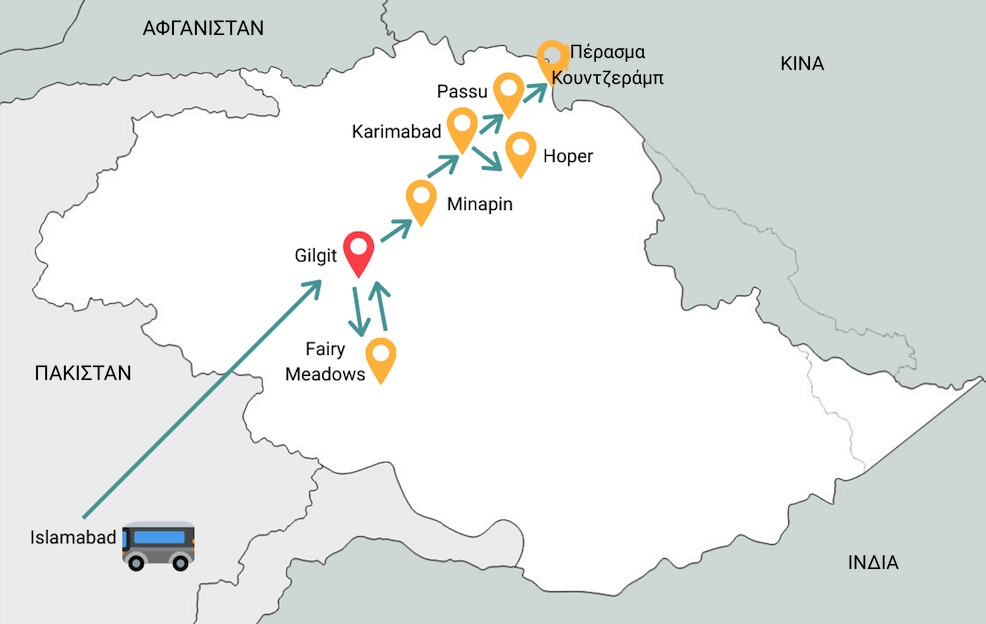 ΑΦΓΑΝΙΣΤΑΝ
ΚΙΝΑ
Πέρασμα
Κουντζεράμπ
Passu
Karimabad
Hoper
Minapin
Gilgit
Fairy
Meadows
ΠΑΚΙΣΤΑΝ
Islamabad
ΙΝΔΙΑ